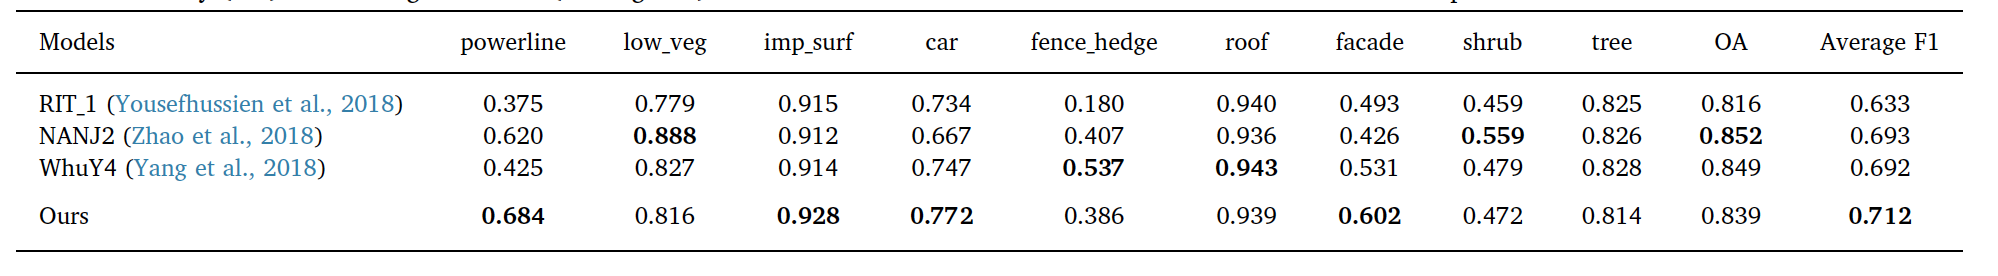 Models powerline low_veg imp_surf car fence_hedge roof facade shrub tree OA Average F1
RIT_1 (Yousefhussien et al., 2018) 0.375 0.779 0.915 0.734 0.180 0.940 0.493 0.459 0.825 0.816 0.633
NANJ2 (Zhao et al., 2018) 0.620 0.888 0.912 0.667 0.407 0.936 0.426 0.559 0.826 0.852 0.693
WhuY4 (Yang et al., 2018) 0.425 0.827 0.914 0.747 0.537 0.943 0.531 0.479 0.828 0.849 0.692
Ours 0.684 0.816 0.928 0.772 0.386 0.939 0.602 0.472 0.814 0.839 0.712